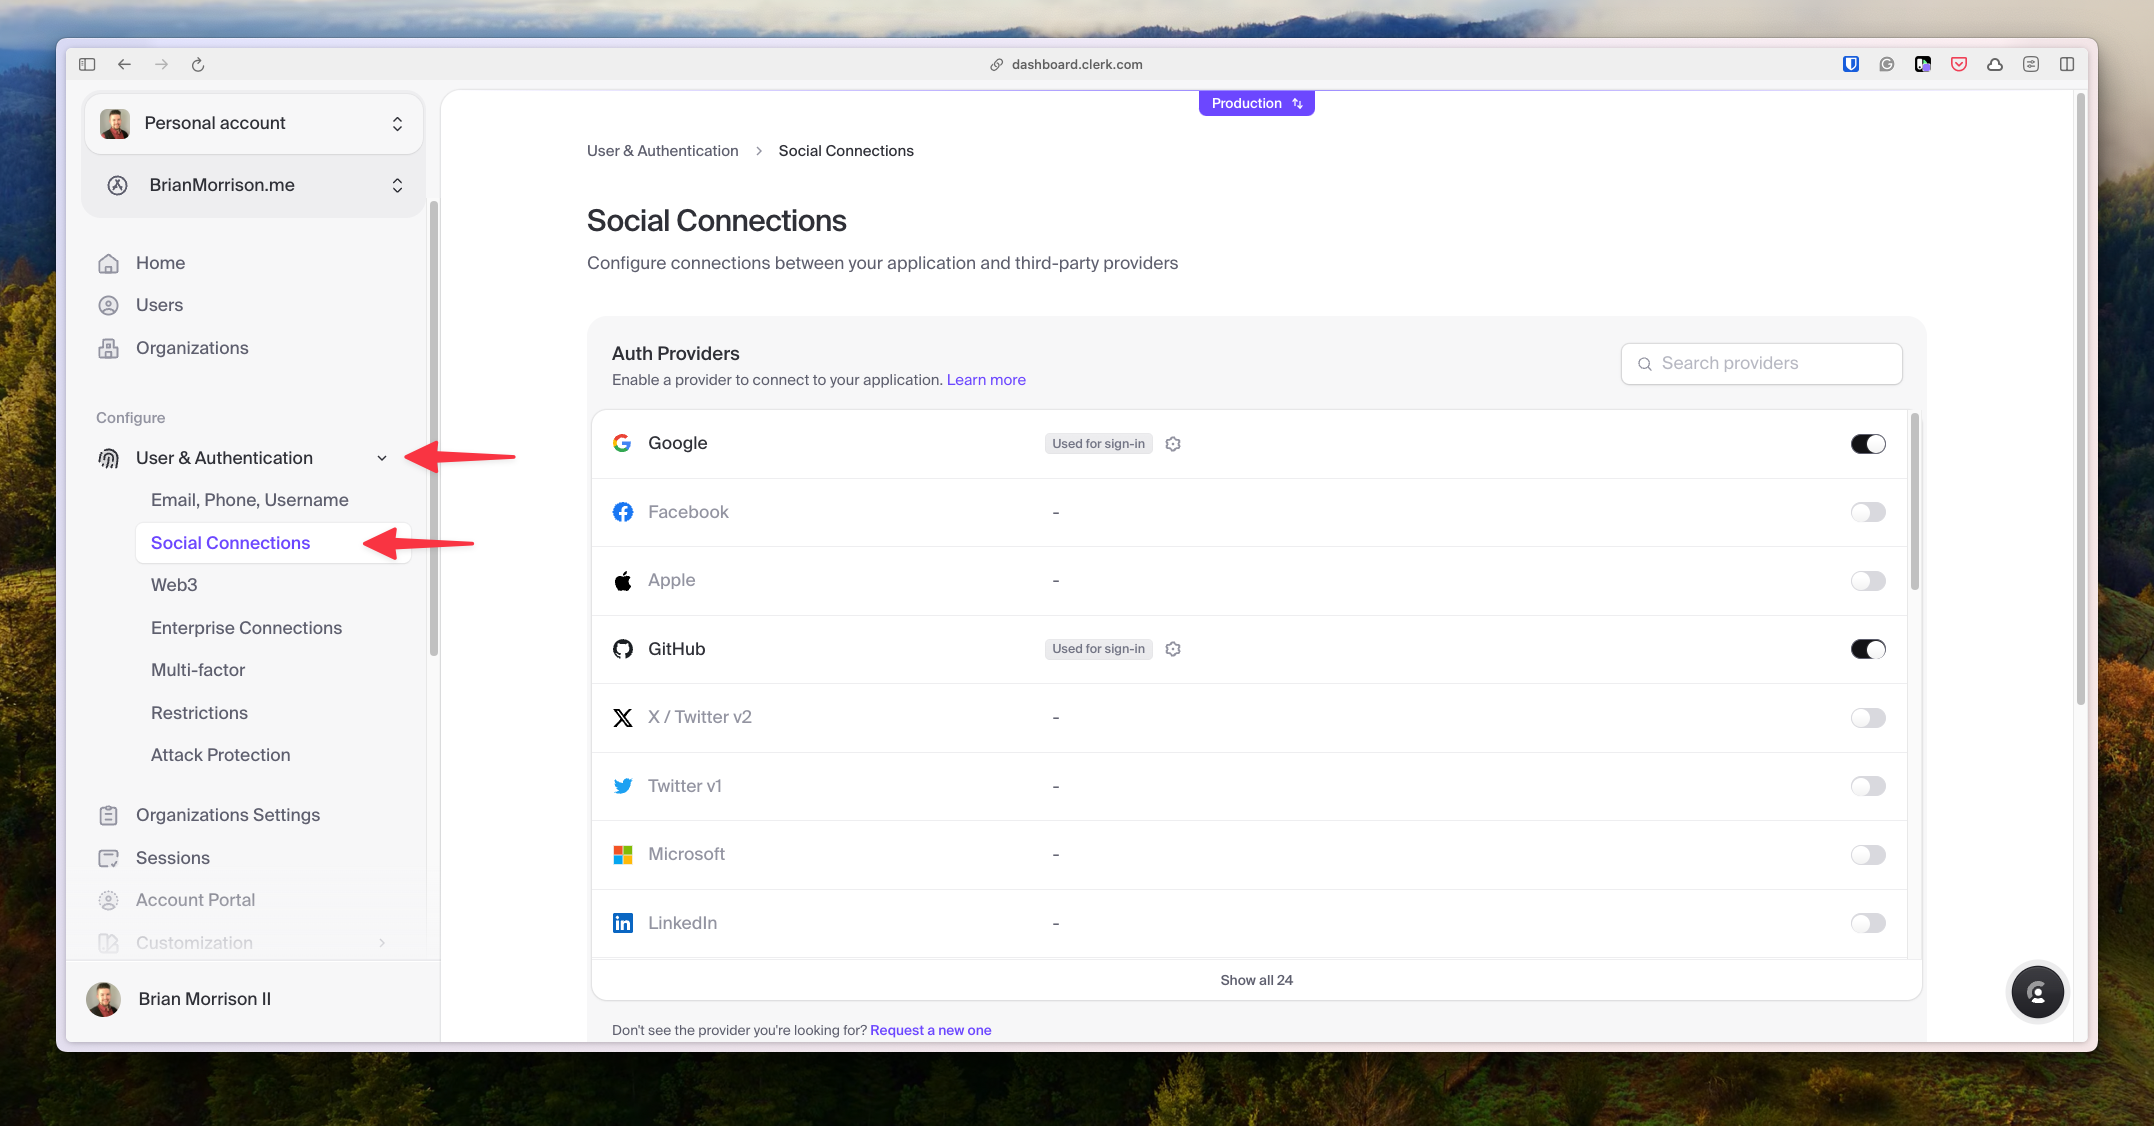 dashboard.clerk.com
Personal account
BrianMorrison.me
Home
Users
Organizations
Configure
User & Authentication
Email, Phone, Username
Social Connections
Web3
Enterprise Connections
Multi-factor
Restrictions
Attack Protection
Organizations Settings
Sessions
Account Portal
Customization
Brian Morrison II
Production
User & Authentication > Social Connections
Social Connections
Configure connections between your application and third-party providers
Auth Providers
Enable a provider to connect to your application. Learn more
Search providers
Google Used for sign-in
Facebook -
Apple -
GitHub Used for sign-in
X / Twitter v2 -
Twitter v1 -
Microsoft -
LinkedIn -
Show all 24
Don't see the provider you're looking for? Request a new one